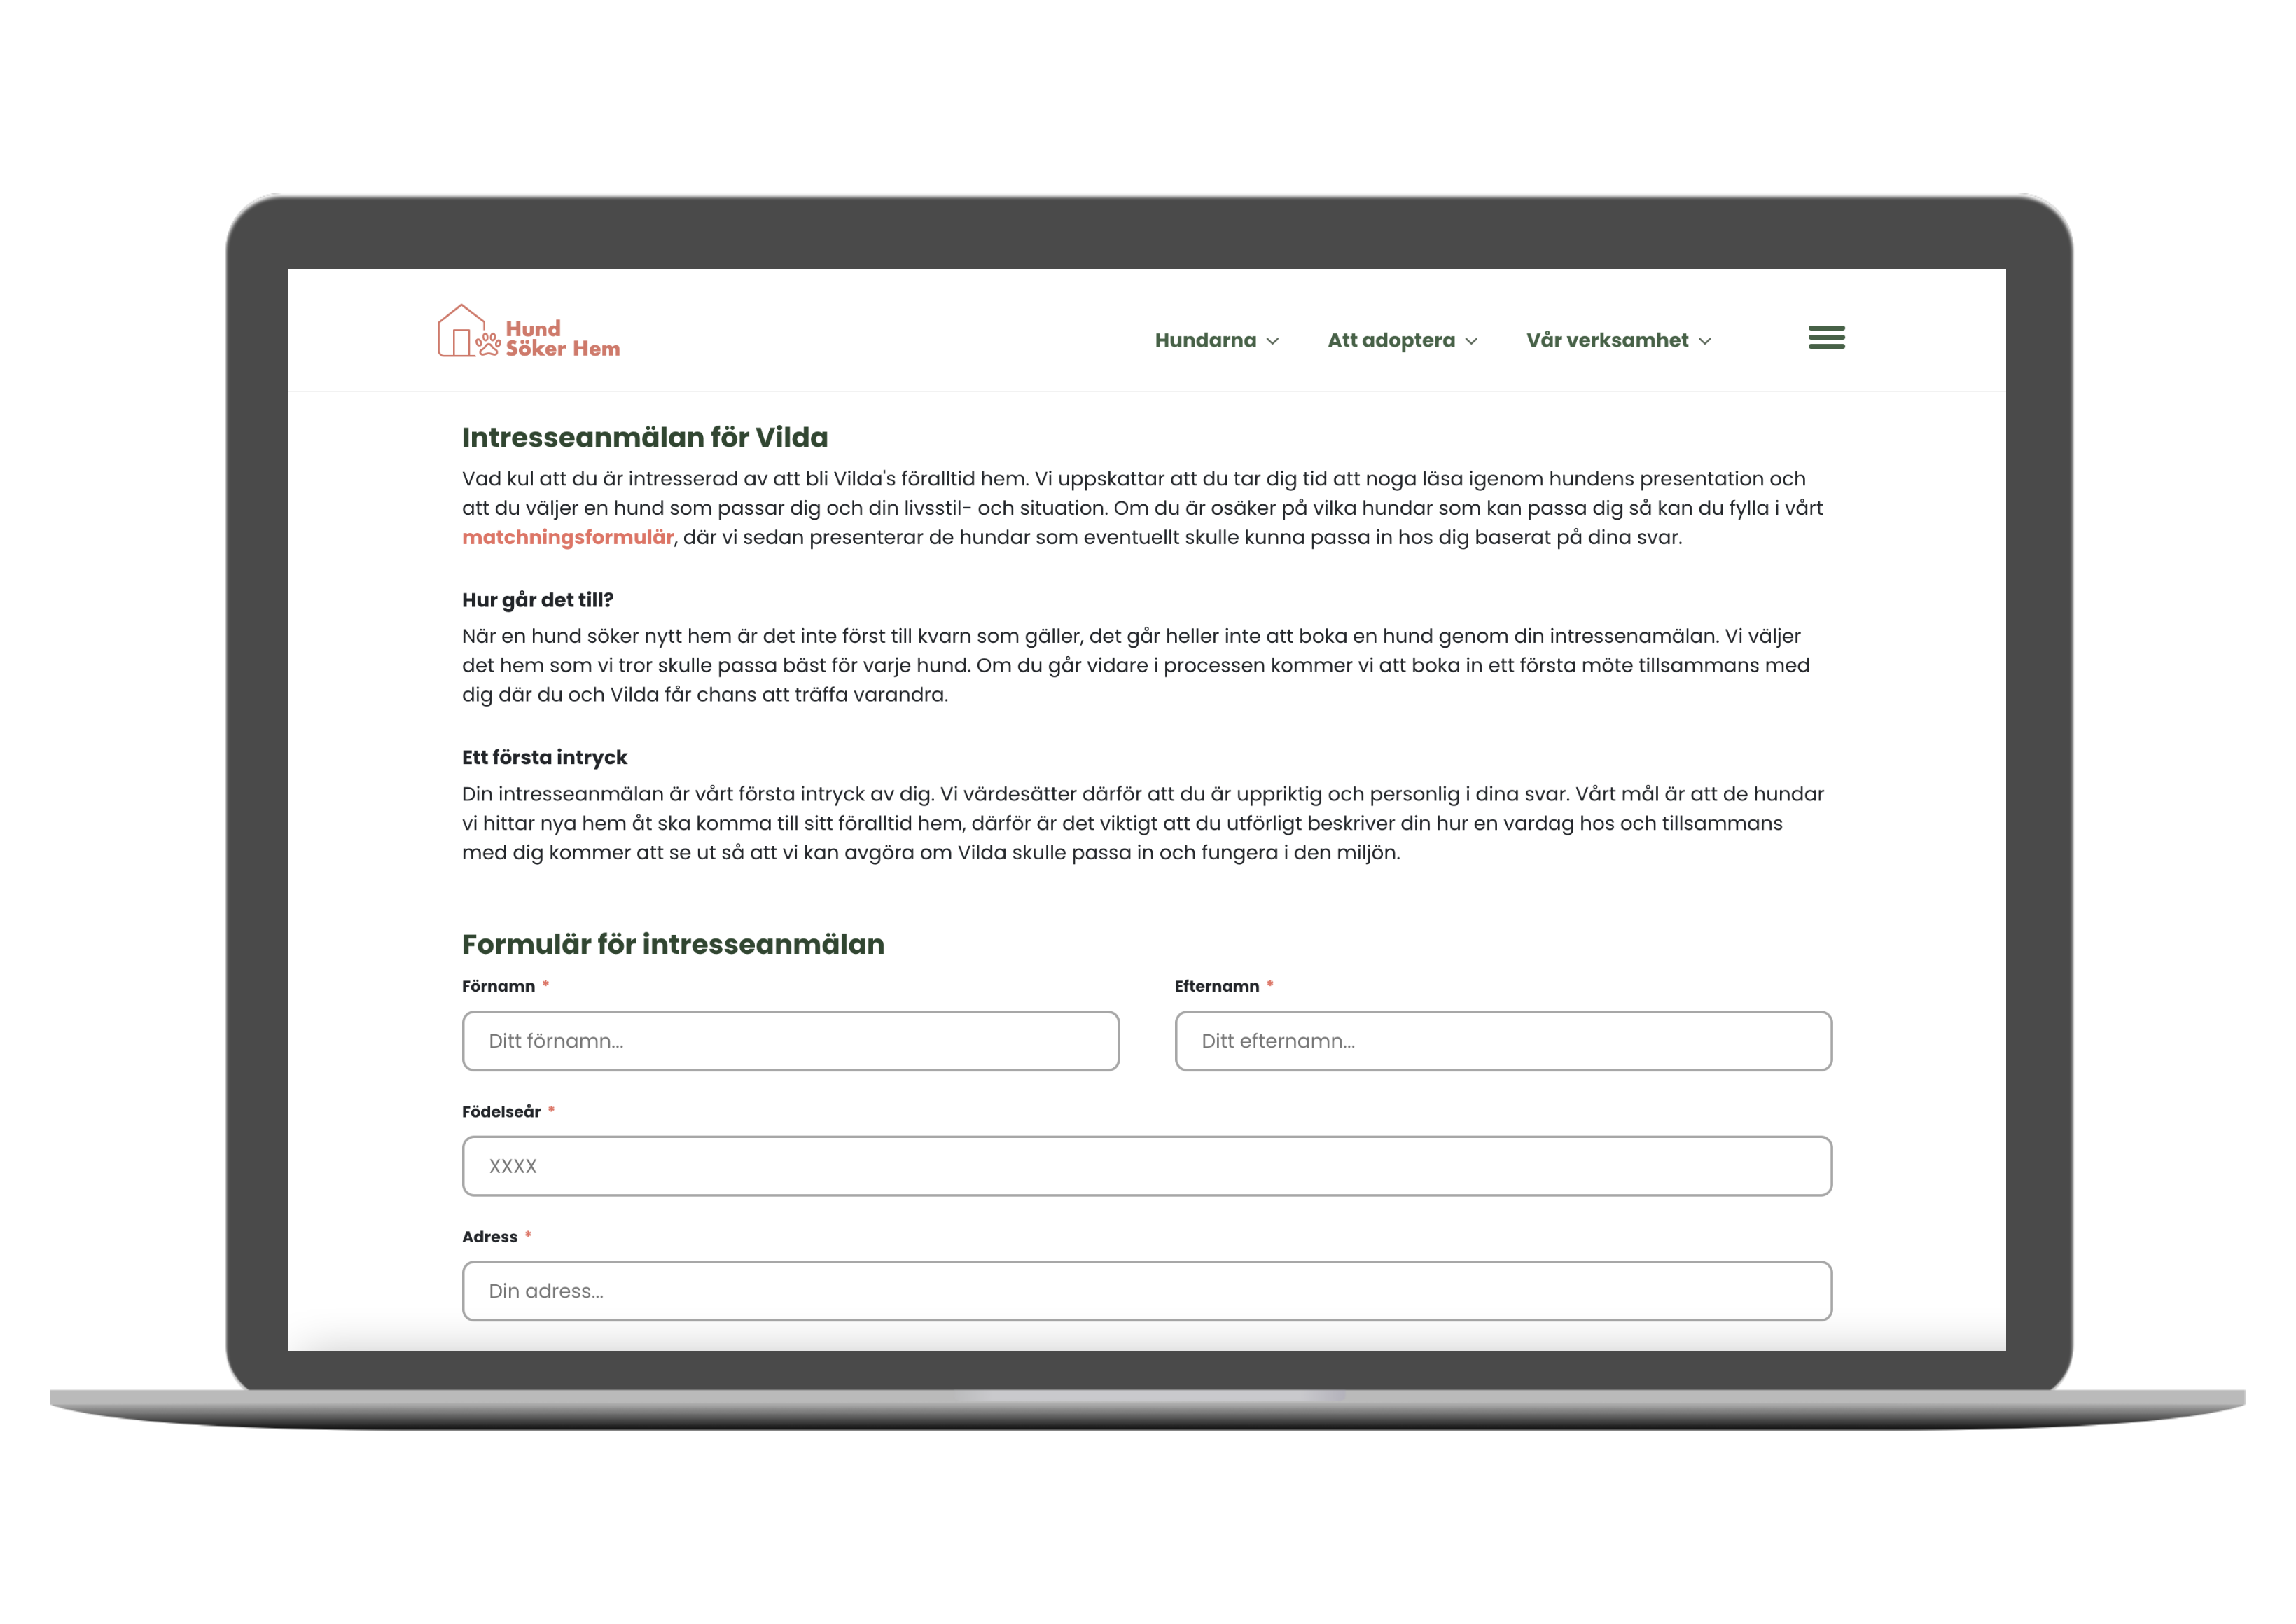 Hund
Söker Hem
Hundarna
Att adoptera
Vår verksamhet
Intresseanmälan för Vilda
Vad kul att du är intresserad av att bli Vilda's föralltid hem. Vi uppskattar att du tar dig tid att noga läsa igenom hundens presentation och
att du väljer en hund som passar dig och din livsstil- och situation. Om du är osäker på vilka hundar som kan passa dig så kan du fylla i vårt
matchningsformulär, där vi sedan presenterar de hundar som eventuellt skulle kunna passa in hos dig baserat på dina svar.
Hur går det till?
När en hund söker nytt hem är det inte först till kvarn som gäller, det går heller inte att boka en hund genom din intressenamälan. Vi väljer
det hem som vi tror skulle passa bäst för varje hund. Om du går vidare i processen kommer vi att boka in ett första möte tillsammans med
dig där du och Vilda får chans att träffa varandra.
Ett första intryck
Din intresseanmälan är vårt första intryck av dig. Vi värdesätter därför att du är uppriktig och personlig i dina svar. Vårt mål är att de hundar
vi hittar nya hem åt ska komma till sitt föralltid hem, därför är det viktigt att du utförligt beskriver din hur en vardag hos och tillsammans
med dig kommer att se ut så att vi kan avgöra om Vilda skulle passa in och fungera i den miljön.
Formulär för intresseanmälan
Förnamn *
Efternamn *
Ditt förnamn...
Ditt efternamn...
Födelseår *
XXXX
Adress *
Din adress...